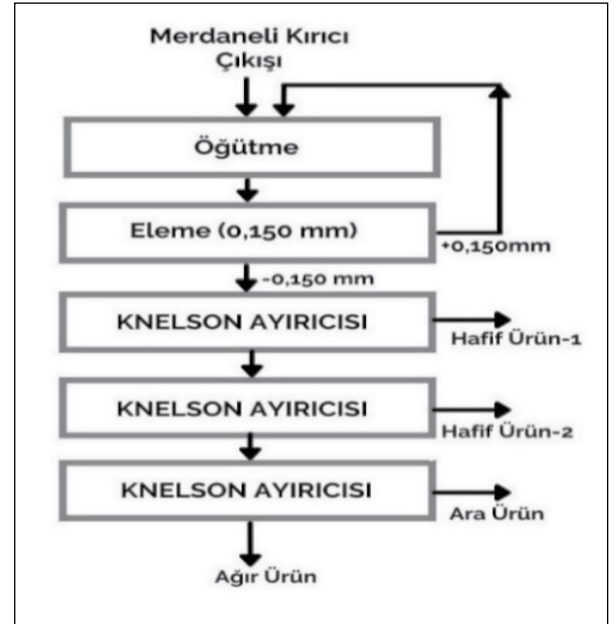 Merdaneli Kırıcı
Çıkışı
Öğütme
Eleme (0,150 mm)
+0,150mm
-0,150 mm
KNELSON AYIRICISI
Hafif Ürün-1
KNELSON AYIRICISI
Hafif Ürün-2
KNELSON AYIRICISI
Ara Ürün
Ağır Ürün